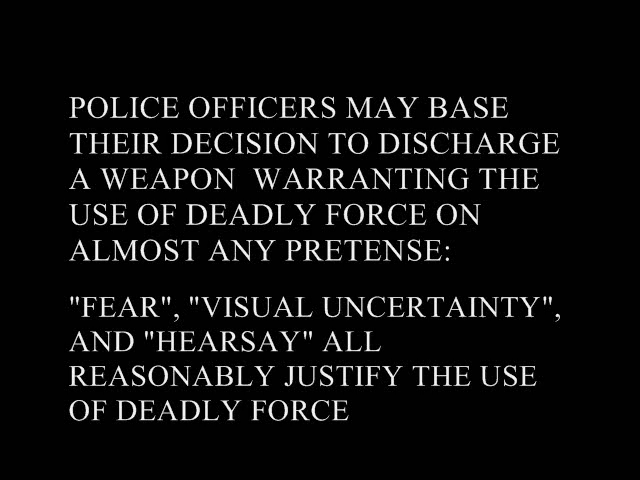 POLICE OFFICERS MAY BASE
THEIR DECISION TO DISCHARGE
A WEAPON  WARRANTING THE
USE OF DEADLY FORCE ON
ALMOST ANY PRETENSE:
"FEAR", "VISUAL UNCERTAINTY",
AND "HEARSAY" ALL
REASONABLY JUSTIFY THE USE
OF DEADLY FORCE